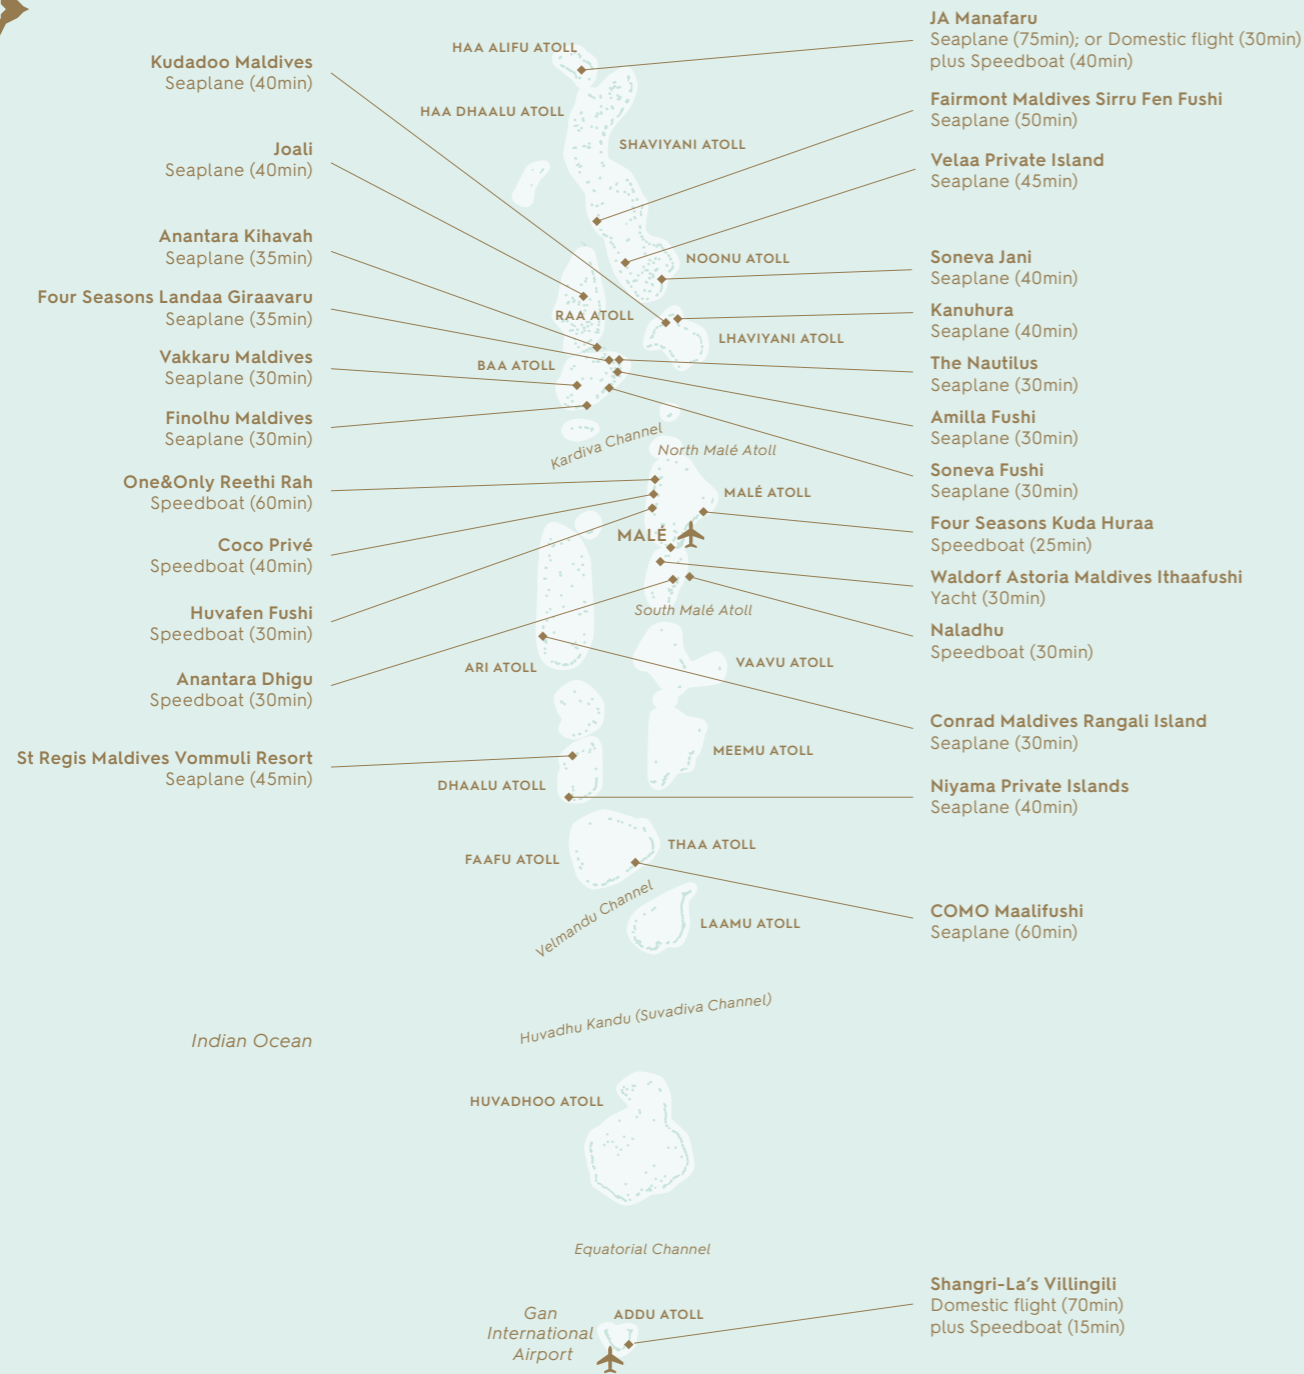 Kudadoo Maldives
Seaplane (40min)
Joali
Seaplane (40min)
Anantara Kihavah
Seaplane (35min)
Four Seasons Landaa Giraavaru
Seaplane (35min)
Vakkaru Maldives
Seaplane (30min)
Finolhu Maldives
Seaplane (30min)
One&Only Reethi Rah
Speedboat (60min)
Coco Privé
Speedboat (40min)
Huvafen Fushi
Speedboat (30min)
Anantara Dhigu
Speedboat (30min)
St Regis Maldives Vommuli Resort
Seaplane (45min)
Indian Ocean
HAA ALIFU ATOLL
HAA DHAALU ATOLL
SHAVIYANI ATOLL
NOONU ATOLL
RAA ATOLL
LHAVIYANI ATOLL
BAA ATOLL
Kardiva Channel
North Malé Atoll
MALÉ ATOLL
MALÉ
South Malé Atoll
ARI ATOLL
VAAVU ATOLL
MEEMU ATOLL
DHAALU ATOLL
THAA ATOLL
FAAFU ATOLL
Velmandu Channel
LAAMU ATOLL
Huvadhu Kandu (Suvadiva Channel)
HUVADHOO ATOLL
Equatorial Channel
Gan
International
Airport
ADDU ATOLL
JA Manafaru
Seaplane (75min); or Domestic flight (30min)
plus Speedboat (40min)
Fairmont Maldives Sirru Fen Fushi
Seaplane (50min)
Velaa Private Island
Seaplane (45min)
Soneva Jani
Seaplane (40min)
Kanuhura
Seaplane (40min)
The Nautilus
Seaplane (30min)
Amilla Fushi
Seaplane (30min)
Soneva Fushi
Seaplane (30min)
Four Seasons Kuda Huraa
Speedboat (25min)
Waldorf Astoria Maldives Ithaafushi
Yacht (30min)
Naladhu
Speedboat (30min)
Conrad Maldives Rangali Island
Seaplane (30min)
Niyama Private Islands
Seaplane (40min)
COMO Maalifushi
Seaplane (60min)
Shangri-La's Villingili
Domestic flight (70min)
plus Speedboat (15min)